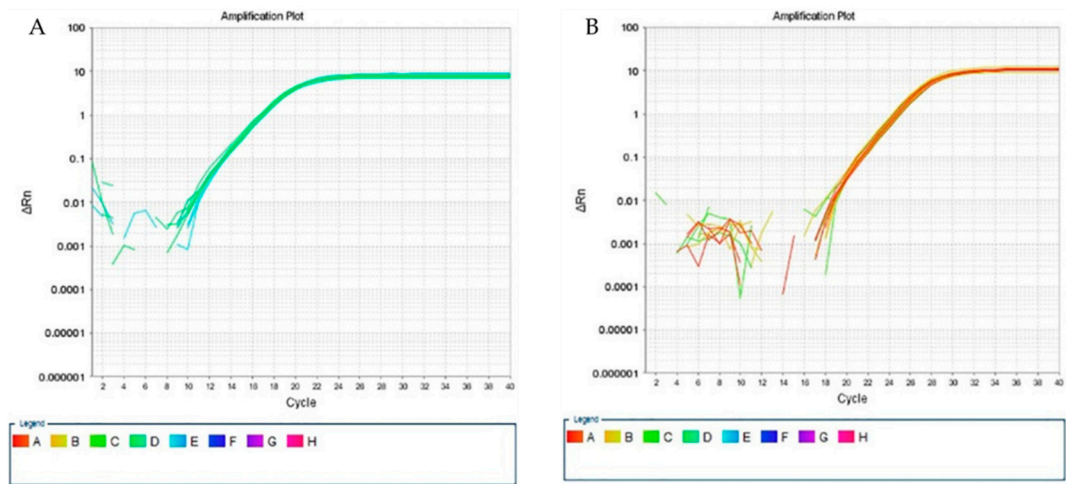 A
Amplification Plot
100
10
1
0.1
0.01
0.001
0.0001
0.00001
0.000001
ΔRn
2 4 6 8 10 12 14 16 18 20 22 24 26 28 30 32 34 36 38 40
Cycle
Legend
A B C D E F G H
B
Amplification Plot
100
10
1
0.1
0.01
0.001
0.0001
0.00001
0.000001
ΔRn
2 4 6 8 10 12 14 16 18 20 22 24 26 28 30 32 34 36 38 40
Cycle
Legend
A B C D E F G H